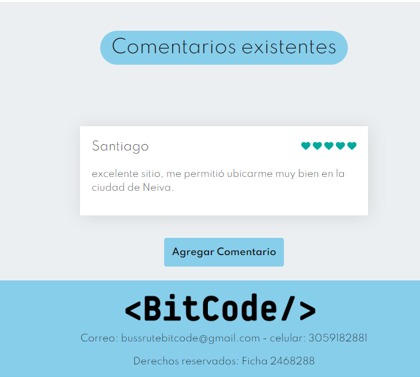 Comentarios existentes
Santiago
excelente sitio, me permitió ubicarme muy bien en la
ciudad de Neiva.
Agregar Comentario
<BitCode/>
Correo: bussrutebitcode@gmail.com - celular: 3059182881
Derechos reservados: Ficha 2468288